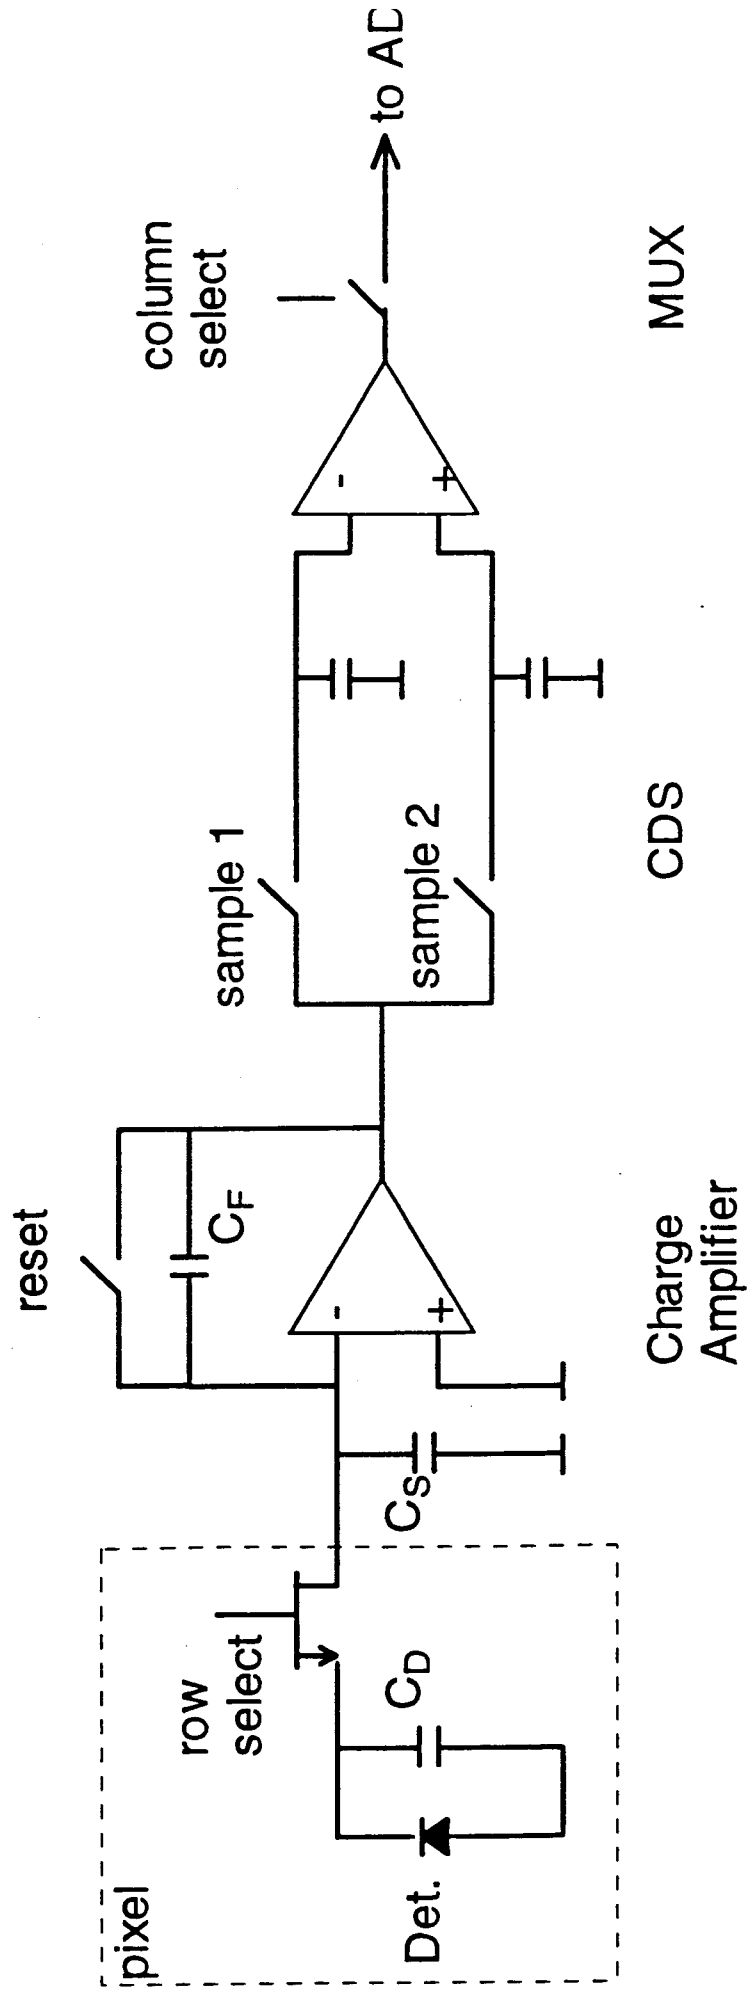 pixel
Det.
C_D
row
select
C_S
reset
C_F
-
+
Charge
Amplifier
sample 1
sample 2
CDS
-
+
column
select
MUX
to AD